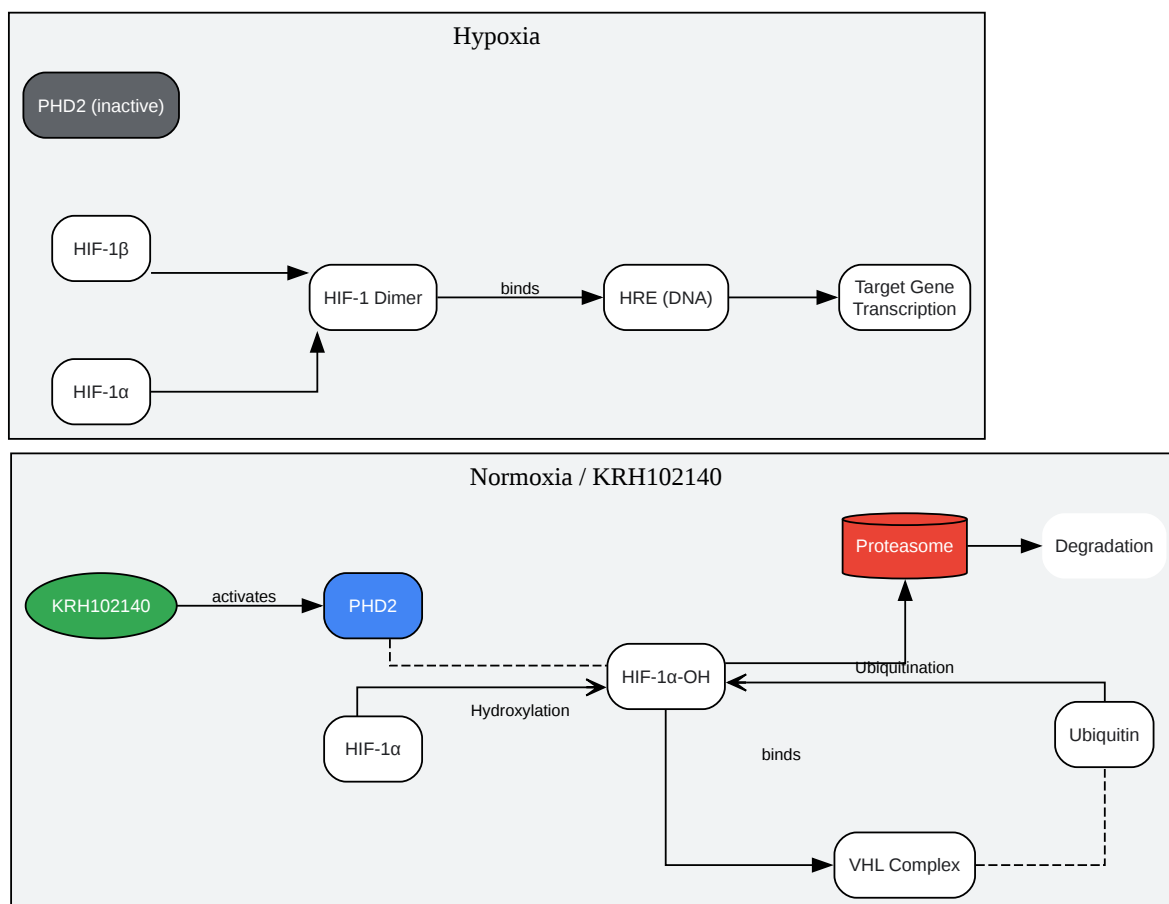 Hypoxia
PHD2 (inactive)
HIF-1β
HIF-1α
HIF-1 Dimer
binds
HRE (DNA)
Target Gene
Transcription
Normoxia / KRH102140
KRH102140
activates
PHD2
HIF-1α
Hydroxylation
HIF-1α-OH
Proteasome
Degradation
Ubiquitination
Ubiquitin
binds
VHL Complex